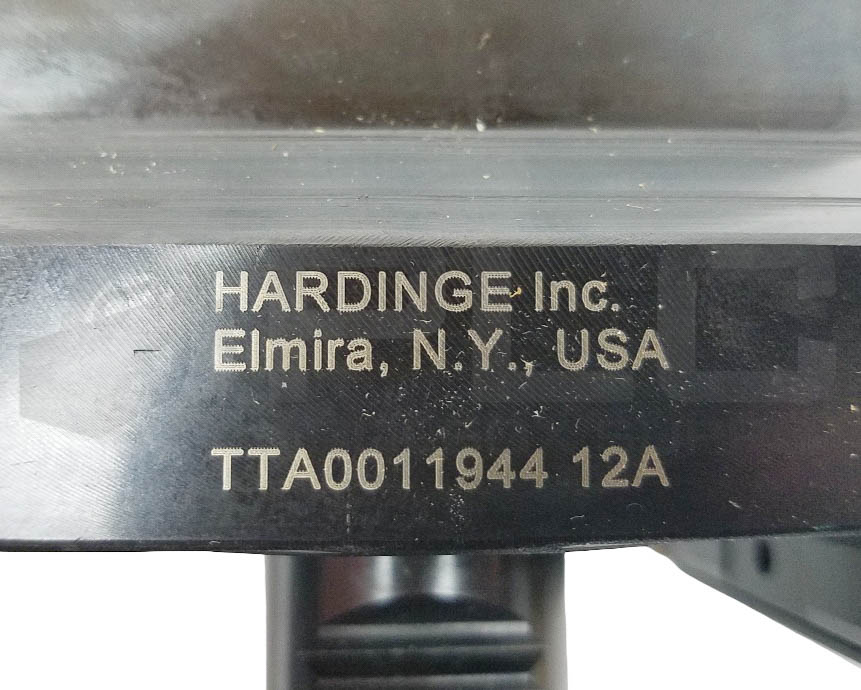 HARDINGE Inc.
Elmira, N.Y., USA
TTA0011944 12A